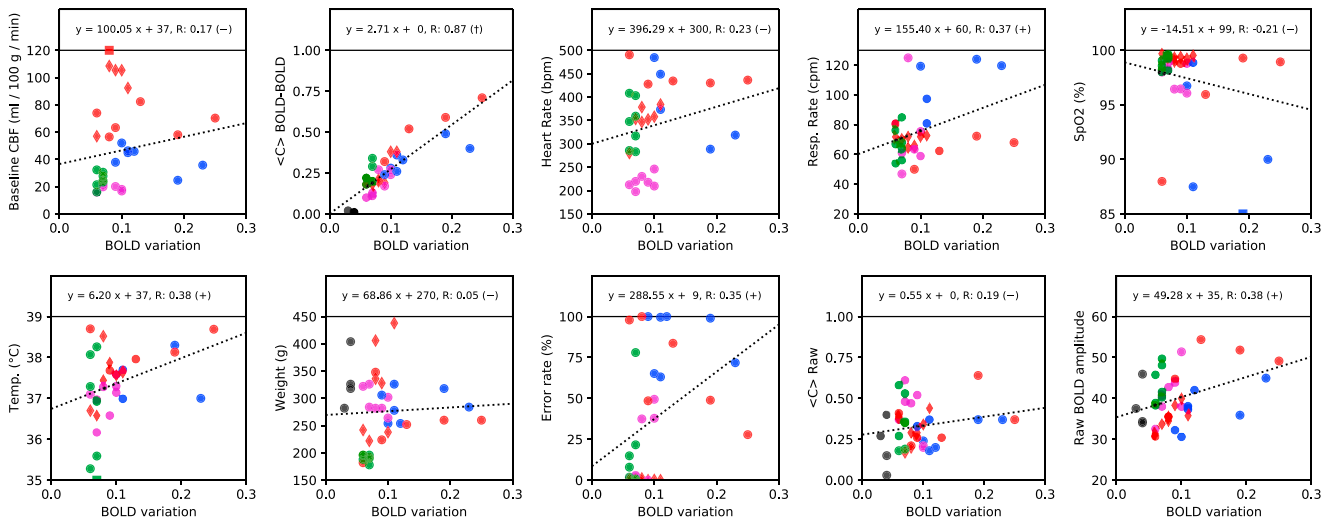 y = 100.05 x + 37, R: 0.17 (−)
Baseline CBF (ml / 100 g / min)
120
100
80
60
40
20
0
0.0 0.1 0.2 0.3
BOLD variation
y = 2.71 x + 0, R: 0.87 (†)
<C> BOLD-BOLD
1.00
0.75
0.50
0.25
0.00
0.0 0.1 0.2 0.3
BOLD variation
y = 396.29 x + 300, R: 0.23 (−)
Heart Rate (bpm)
500
450
400
350
300
250
200
150
0.0 0.1 0.2 0.3
BOLD variation
y = 155.40 x + 60, R: 0.37 (+)
Resp. Rate (cpm)
120
100
80
60
40
20
0.0 0.1 0.2 0.3
BOLD variation
y = -14.51 x + 99, R: -0.21 (−)
SpO2 (%)
100
95
90
85
0.0 0.1 0.2 0.3
BOLD variation
y = 6.20 x + 37, R: 0.38 (+)
Temp. (°C)
39
38
37
36
35
0.0 0.1 0.2 0.3
BOLD variation
y = 68.86 x + 270, R: 0.05 (−)
Weight (g)
450
400
350
300
250
200
150
0.0 0.1 0.2 0.3
BOLD variation
y = 288.55 x + 9, R: 0.35 (+)
Error rate (%)
100
80
60
40
20
0
0.0 0.1 0.2 0.3
BOLD variation
y = 0.55 x + 0, R: 0.19 (−)
<C> Raw
1.00
0.75
0.50
0.25
0.00
0.0 0.1 0.2 0.3
BOLD variation
y = 49.28 x + 35, R: 0.38 (+)
Raw BOLD amplitude
60
50
40
30
20
0.0 0.1 0.2 0.3
BOLD variation